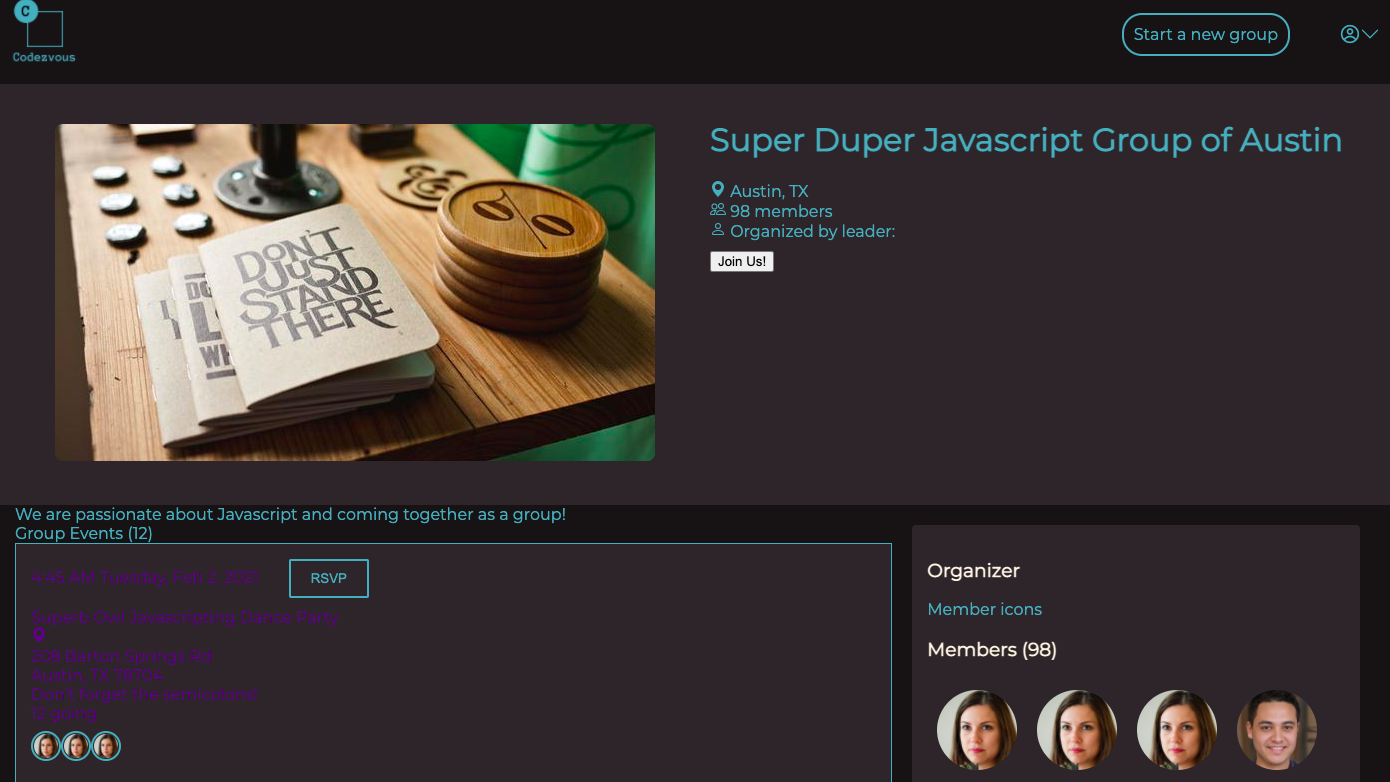 C
Codezvous
Start a new group
DON'T
JUST
STAND
THERE
%
&
Super Duper Javascript Group of Austin
Austin, TX
98 members
Organized by leader:
Join Us!
We are passionate about Javascript and coming together as a group!
Group Events (12)
4:45 AM Tuesday, Feb 2, 2021
RSVP
Superb Owl Javascripting Dance Party
208 Barton Springs Rd
Austin, TX 78704
Don't forget the
12 going
Organizer
Member icons
Members (98)